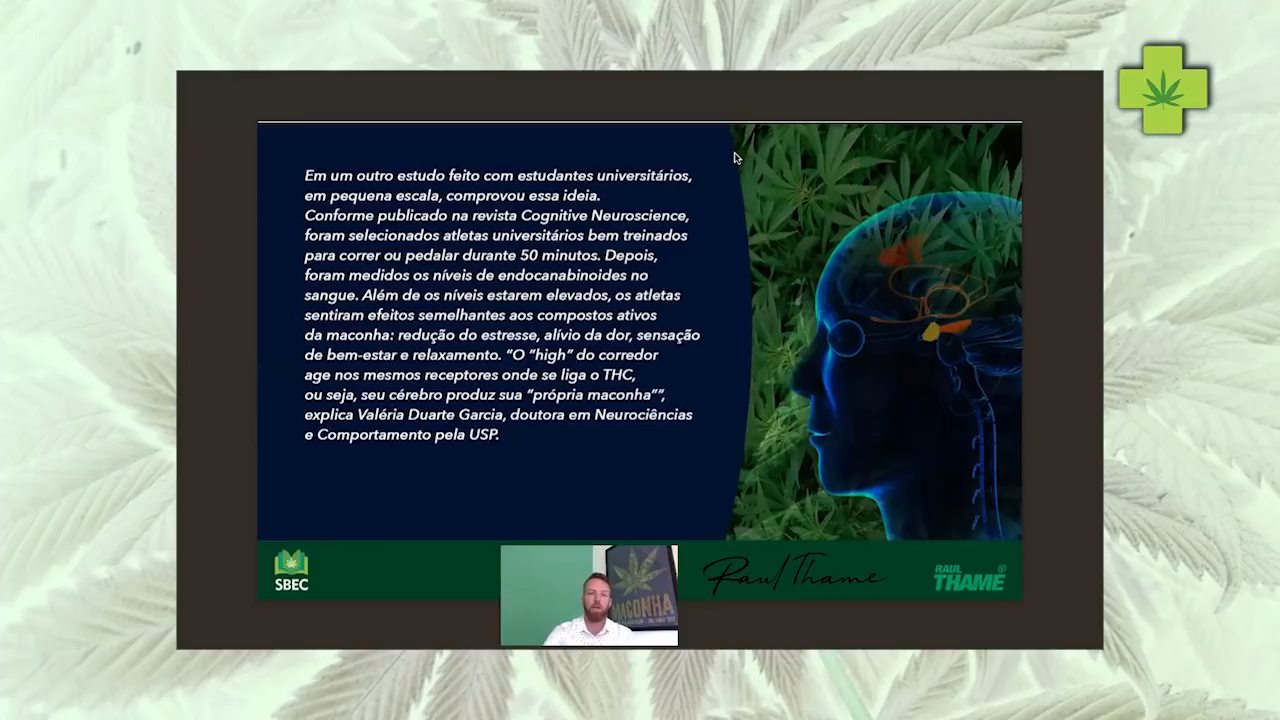 Em um outro estudo feito com estudantes universitários,
em pequena escala, comprovou essa ideia.
Conforme publicado na revista Cognitive Neuroscience,
foram selecionados atletas universitários bem treinados
para correr ou pedalar durante 50 minutos. Depois,
foram medidos os níveis de endocanabinoides no
sangue. Além de os níveis estarem elevados, os atletas
sentiram efeitos semelhantes aos compostos ativos
da maconha: redução do estresse, alívio da dor, sensação
de bem-estar e relaxamento. “O “high” do corredor
age nos mesmos receptores onde se liga o THC,
ou seja, seu cérebro produz sua “própria maconha””,
explica Valéria Duarte Garcia, doutora em Neurociências
e Comportamento pela USP.
SBEC
MACONHA
Raul Thame
RAUL
THAME®